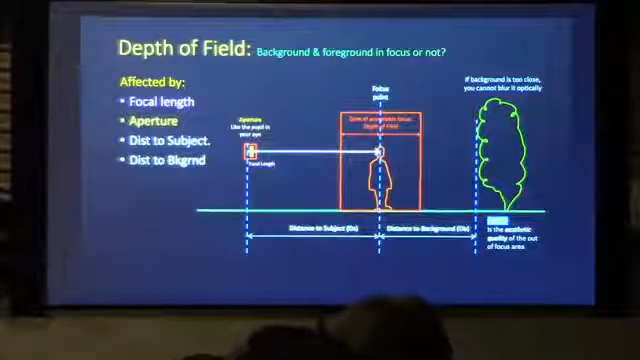 Depth of Field: Background & foreground in focus or not?
Affected by:
• Focal length
• Aperture
• Dist to Subject.
• Dist to Bkgrnd
Aperture
Like the pupil in
your eye
Focal Length
Focus
point
Zone of acceptable focus
Depth of Field
If background is too close,
you cannot blur it optically
Distance to Subject (Ds)
Distance to Background (Db)
Is the aesthetic
quality of the out
of focus area